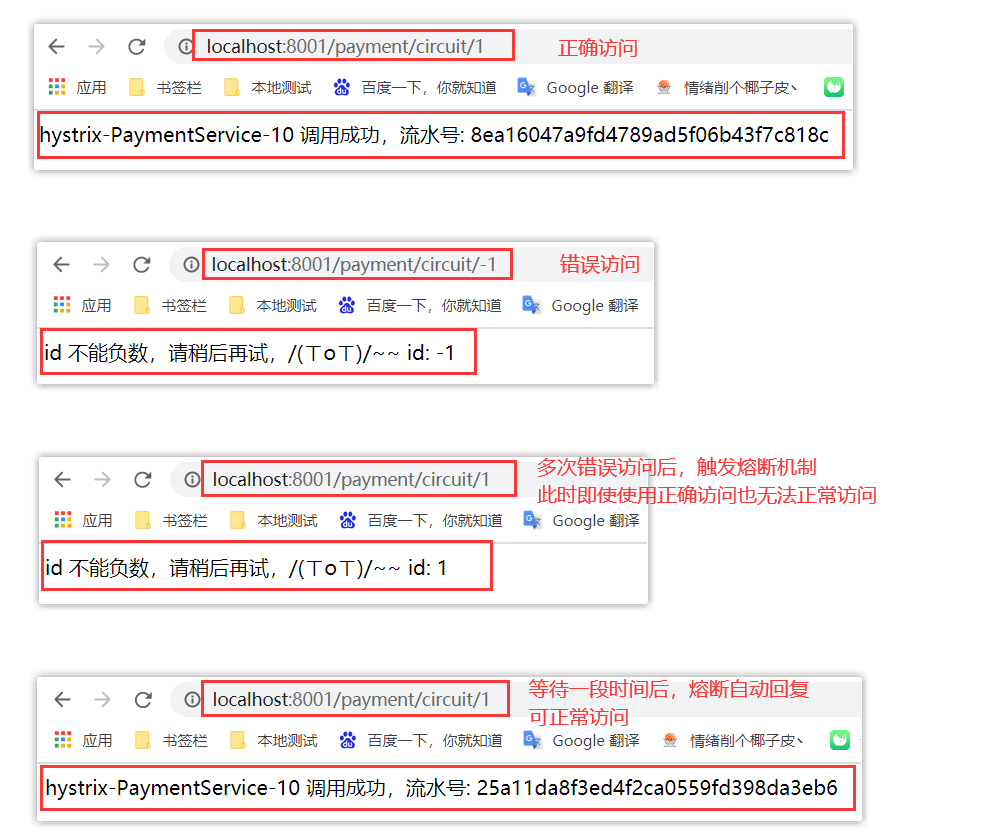 localhost:8001/payment/circuit/1 正确访问
应用 书签栏 本地测试 百度一下，你就知道 Google 翻译 情绪削个椰子皮丶
hystrix-PaymentService-10 调用成功，流水号: 8ea16047a9fd4789ad5f06b43f7c818c
localhost:8001/payment/circuit/-1 错误访问
应用 书签栏 本地测试 百度一下，你就知道 Google 翻译
id 不能负数，请稍后再试，/(ㄒoㄒ)/~~ id: -1
多次错误访问后，触发熔断机制
localhost:8001/payment/circuit/1
此时即使使用正确访问也无法正常访问
应用 书签栏 本地测试 百度一下，你就知道 Google 翻译
id 不能负数，请稍后再试，/(ㄒoㄒ)/~~ id: 1
等待一段时间后，熔断自动回复
localhost:8001/payment/circuit/1
可正常访问
应用 书签栏 本地测试 百度一下，你就知道 Google 翻译 情绪削个椰子皮丶
hystrix-PaymentService-10 调用成功，流水号: 25a11da8f3ed4f2ca0559fd398da3eb6